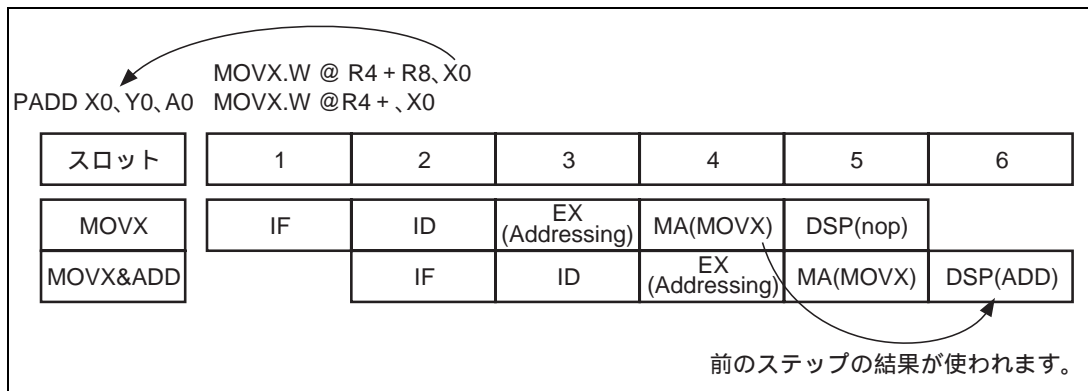 MOVX.W @ R4 + R8、X0
PADD X0、Y0、A0 MOVX.W @R4 + 、X0
スロット 1 2 3 4 5 6
MOVX IF ID EX (Addressing) MA(MOVX) DSP(nop)
MOVX&ADD IF ID EX (Addressing) MA(MOVX) DSP(ADD)
前のステップの結果が使われます。